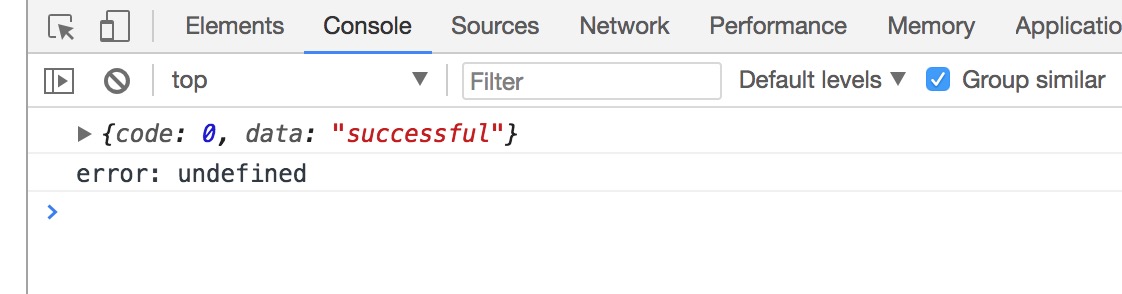 Elements Console Sources Network Performance Memory Applicatio
top Filter Default levels Group similar
{code: 0, data: "successful"}
error: undefined